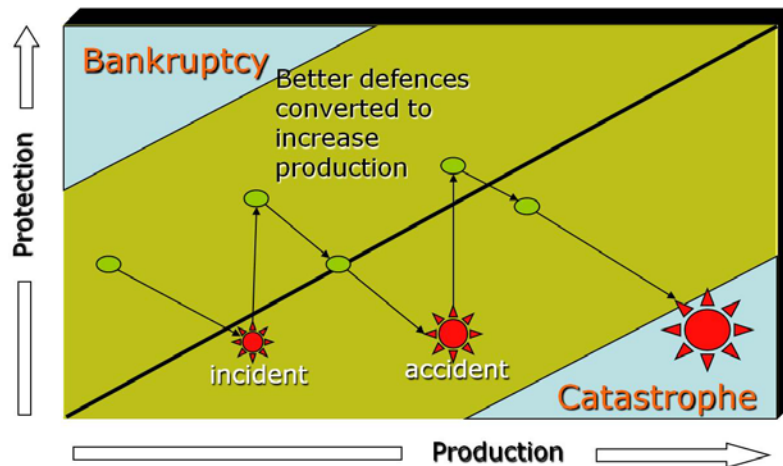 Bankruptcy
Better defences
converted to
increase
production
Protection
incident
accident
Catastrophe
Production